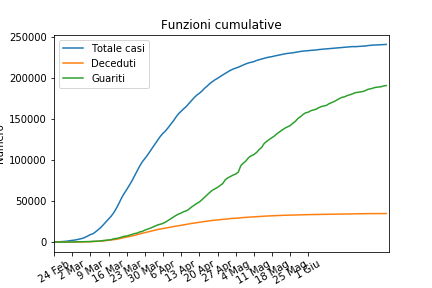 Funzioni cumulative
Totale casi
Deceduti
Guariti
250000
200000
150000
100000
50000
0
Numero
24 Feb
2 Mar
9 Mar
16 Mar
23 Mar
30 Mar
6 Apr
13 Apr
20 Apr
27 Apr
4 Mag
11 Mag
18 Mag
25 Mag
1 Giu